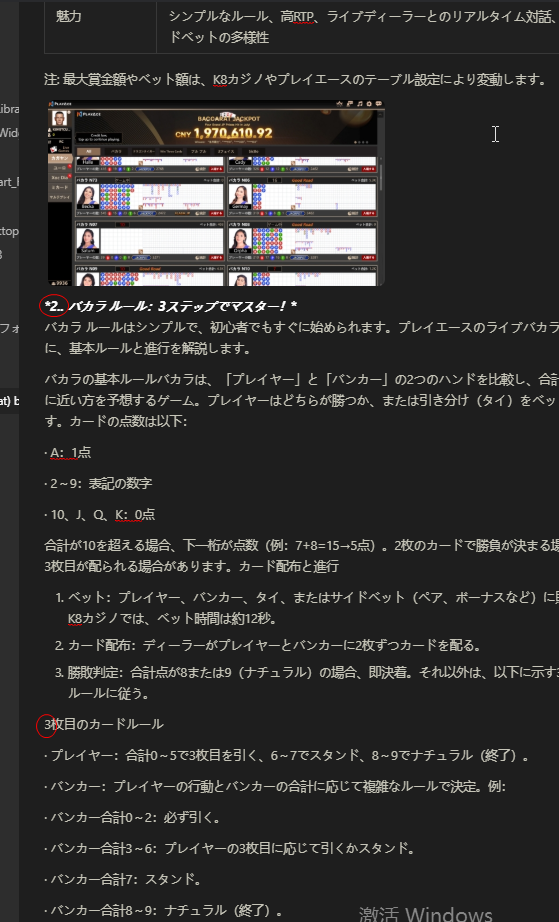 魅力
シンプルなルール、高RTP、ライブディーラーとのリアルタイム対話、
ドベットの多様性
注: 最大賞金額やベット額は、K8カジノやプレイエースのテーブル設定により変動します。
BACCARAT JACKPOT
CNY 1,970,610.92
*2.. バカラ ルール: 3ステップでマスター！*
バカラ ルールはシンプルで、初心者でもすぐに始められます。プレイエースのライブバカラ
に、基本ルールと進行を解説します。
バカラの基本ルールバカラは、「プレイヤー」と「バンカー」の2つのハンドを比較し、合計
に近い方を予想するゲーム。プレイヤーはどちらが勝つか、または引き分け（タイ）をベッ
す。カードの点数は以下：
· A：1点
· 2～9：表記の数字
· 10、J、Q、K：0点
合計が10を超える場合、下一桁が点数（例：7+8=15→5点）。2枚のカードで勝負が決まる場
3枚目が配られる場合があります。カード配布と進行
1. ベット：プレイヤー、バンカー、タイ、またはサイドベット（ペア、ボーナスなど）に
K8カジノでは、ベット時間は約12秒。
2. カード配布：ディーラーがプレイヤーとバンカーに2枚ずつカードを配る。
3. 勝敗判定：合計点が8または9（ナチュラル）の場合、即決着。それ以外は、以下に示す3
ルールに従う。
3枚目のカードルール
· プレイヤー：合計0～5で3枚目を引く、6～7でスタンド、8～9でナチュラル（終了）。
· バンカー：プレイヤーの行動とバンカーの合計に応じて複雑なルールで決定。例：
· バンカー合計0～2：必ず引く。
· バンカー合計3～6：プレイヤーの3枚目に応じて引くかスタンド。
· バンカー合計7：スタンド。
· バンカー合計8～9：ナチュラル（終了）。
激活 Windows